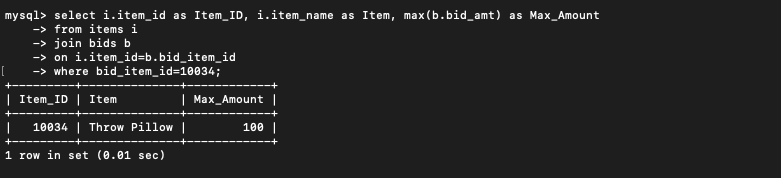 mysql> select i.item_id as Item_ID, i.item_name as Item, max(b.bid_amt) as Max_Amount
    -> from items i
    -> join bids b
    -> on i.item_id=b.bid_item_id
[    -> where bid_item_id=10034;
+---------+--------------+------------+
| Item_ID | Item         | Max_Amount |
+---------+--------------+------------+
|   10034 | Throw Pillow |        100 |
+---------+--------------+------------+
1 row in set (0.01 sec)